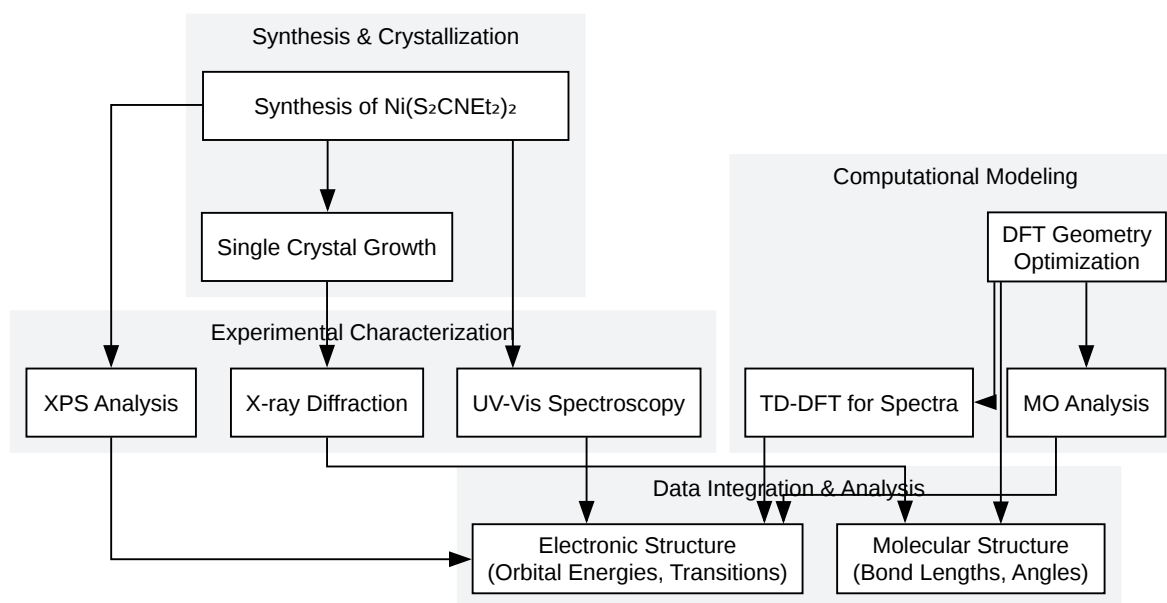 Synthesis & Crystallization
Synthesis of Ni(S₂CNEt₂)₂
Single Crystal Growth
Computational Modeling
DFT Geometry
Optimization
Experimental Characterization
XPS Analysis
X-ray Diffraction
UV-Vis Spectroscopy
TD-DFT for Spectra
MO Analysis
Data Integration & Analysis
Electronic Structure
(Orbital Energies, Transitions)
Molecular Structure
(Bond Lengths, Angles)